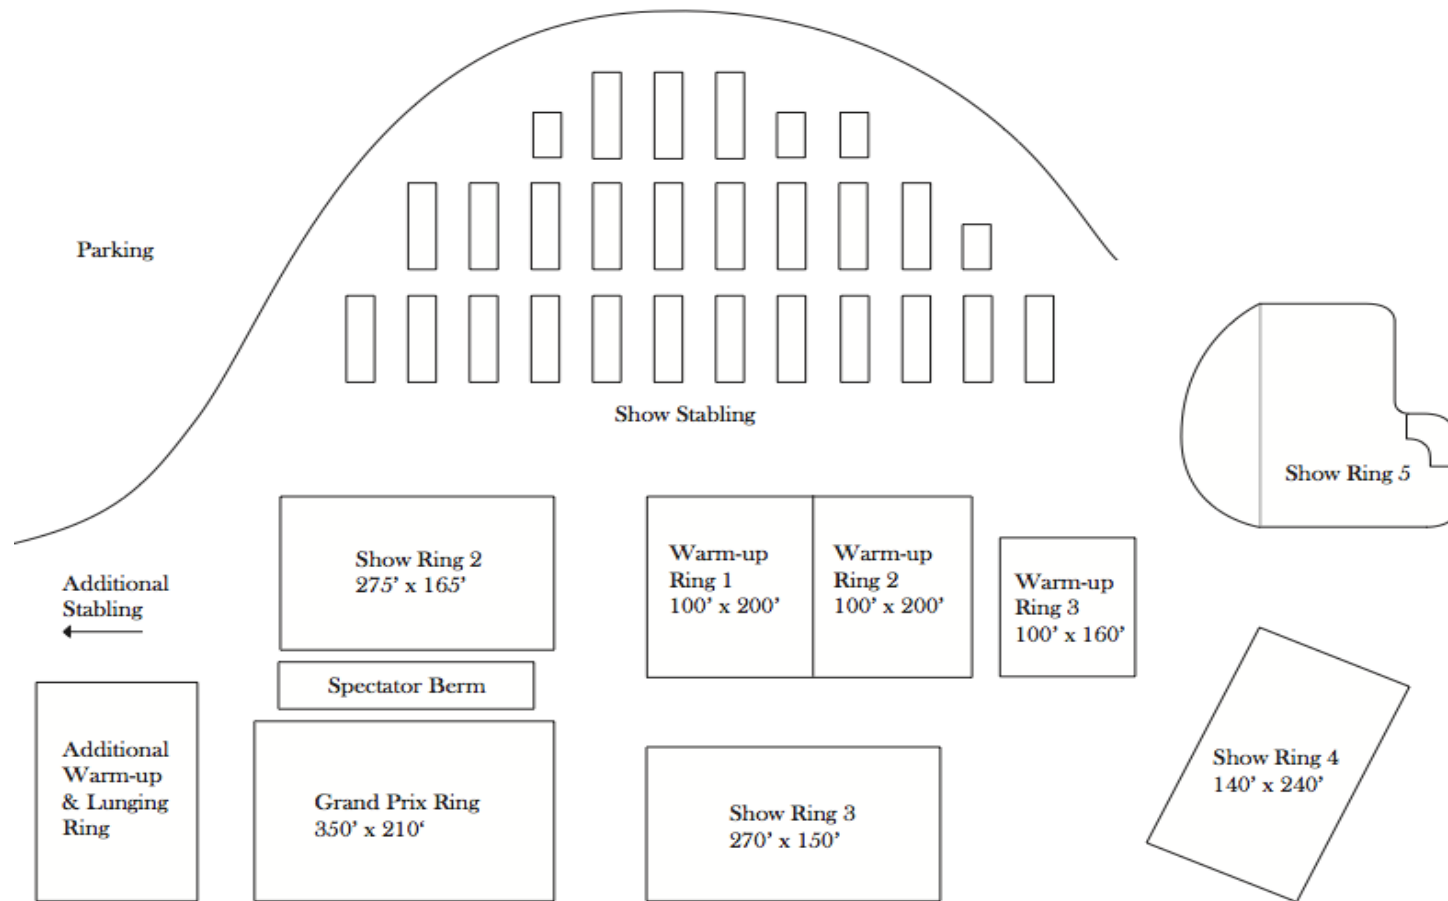 Parking
Show Stabling
Show Ring 5
Show Ring 2
275’ x 165’
Warm-up
Ring 1
100’ x 200’
Warm-up
Ring 2
100’ x 200’
Warm-up
Ring 3
100’ x 160’
Additional
Stabling
Spectator Berm
Additional
Warm-up
& Lunging
Ring
Grand Prix Ring
350’ x 210‘
Show Ring 3
270’ x 150’
Show Ring 4
140’ x 240’